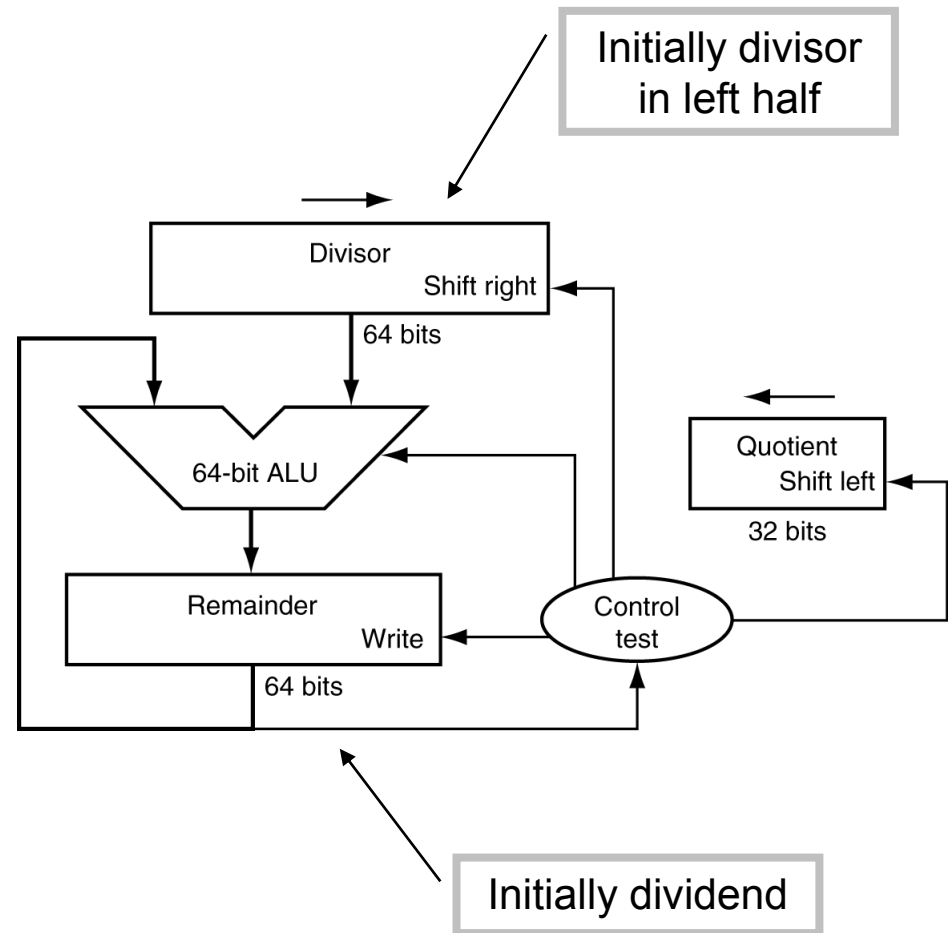 Initially divisor
in left half
Divisor
Shift right
64 bits
64-bit ALU
Quotient
Shift left
32 bits
Remainder
Write
Control
test
64 bits
Initially dividend